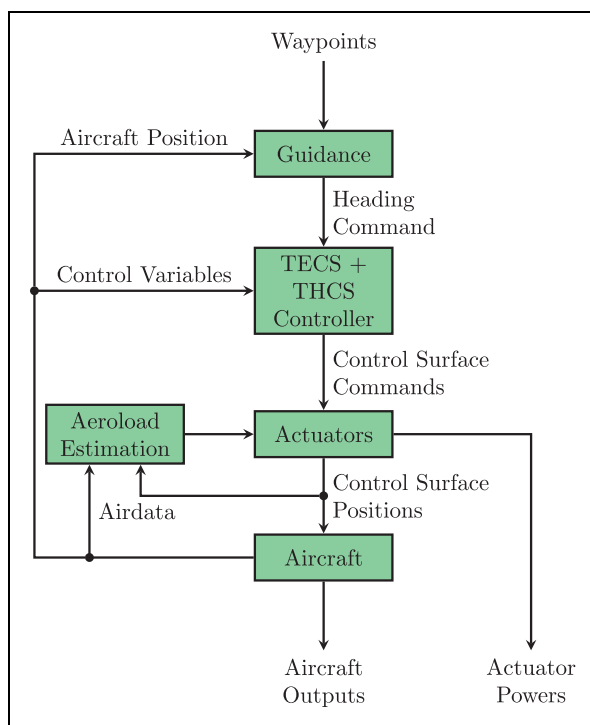 Waypoints
Aircraft Position
Guidance
Heading
Command
Control Variables
TECS +
THCS
Controller
Control Surface
Commands
Aeroload
Estimation
Actuators
Control Surface
Positions
Airdata
Aircraft
Aircraft
Outputs
Actuator
Powers